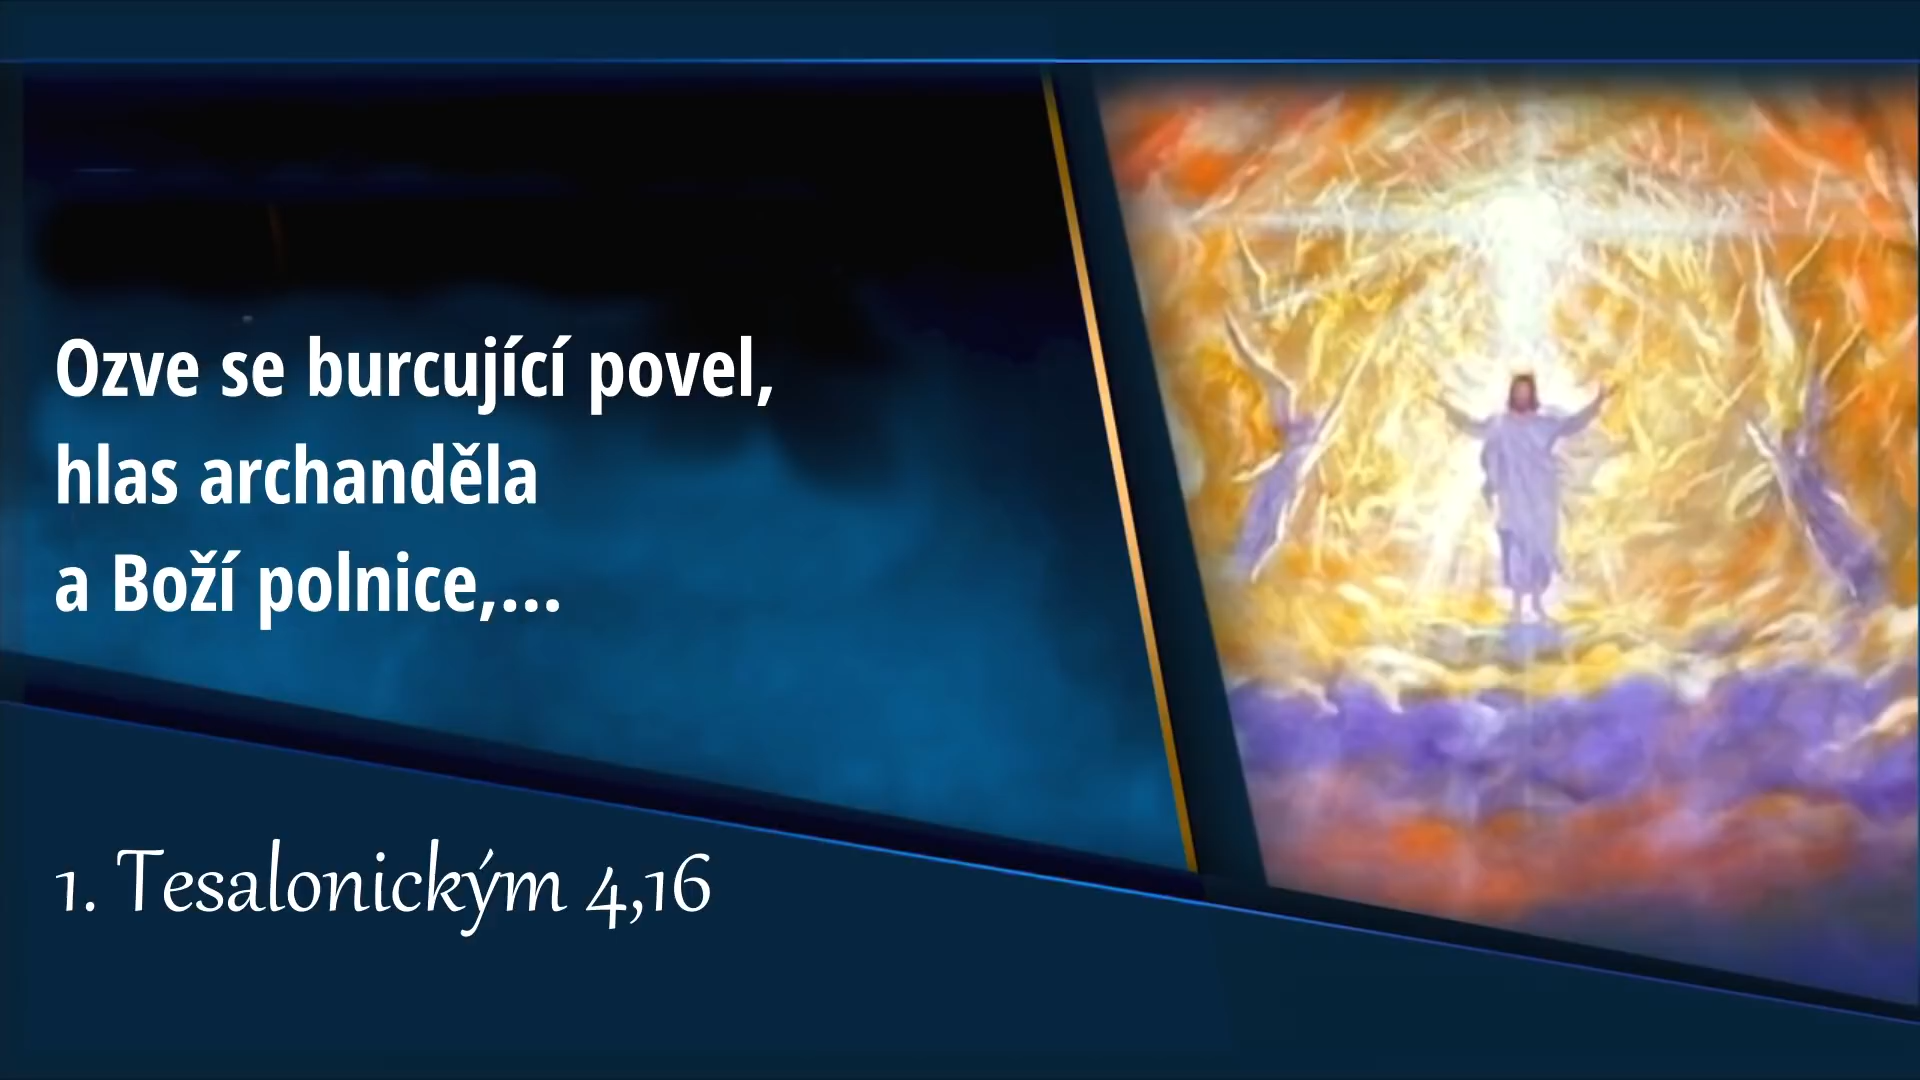 Ozve se burcující povel,
hlas archanděla
a Boží polnice,...
1. Tesalonickým 4,16